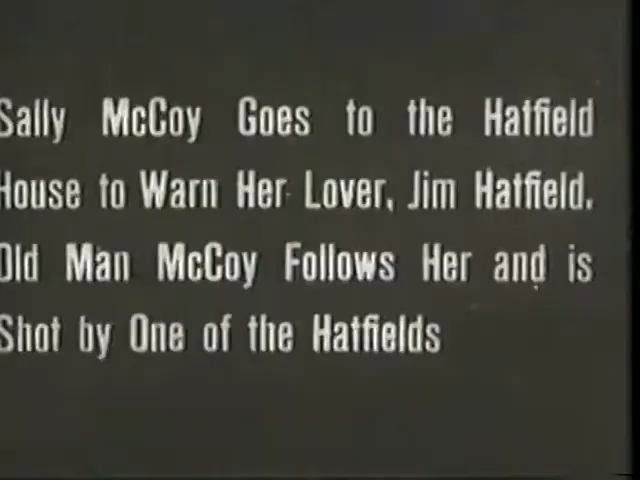 Sally McCoy Goes to the Hatfield
House to Warn Her Lover, Jim Hatfield.
Old Man McCoy Follows Her and is
Shot by One of the Hatfields